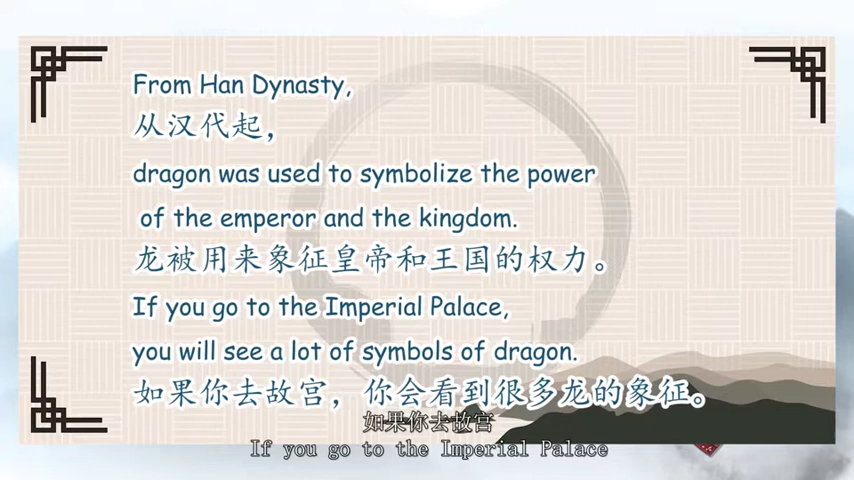 From Han Dynasty,
从汉代起，
dragon was used to symbolize the power
of the emperor and the kingdom.
龙被用来象征皇帝和王国的权力。
If you go to the Imperial Palace,
you will see a lot of symbols of dragon.
如果你去故宫，你会看到很多龙的象征。
如果你去故宫
If you go to the Imperial Palace